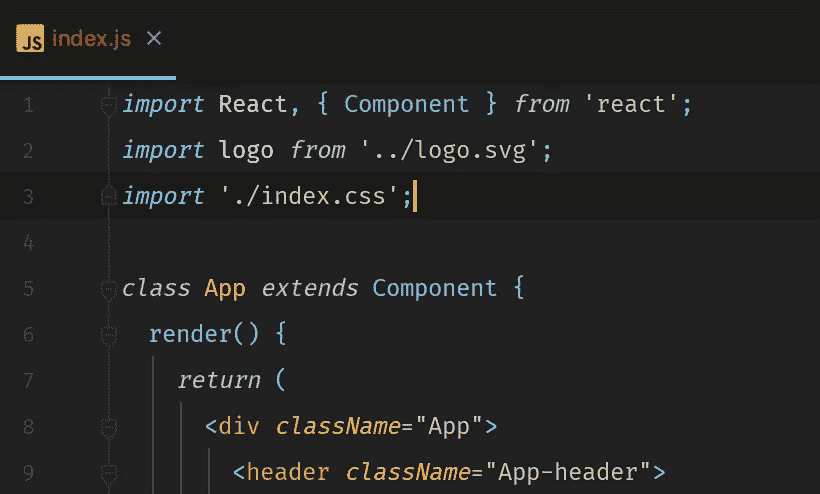 JS index.js ×
1 import React, { Component } from 'react';
2 import logo from '../logo.svg';
3 import './index.css';
4
5 class App extends Component {
6 render() {
7 return (
8 <div className="App">
9 <header className="App-header">